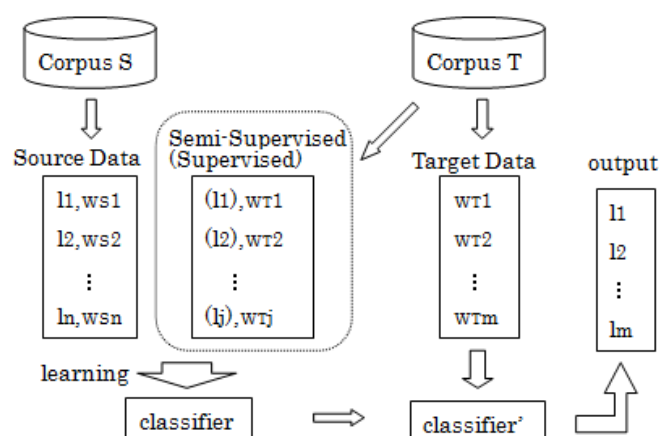 Corpus S
Corpus T
Semi-Supervised
(Supervised)
Source Data
Target Data
output
l1,wS1
l2,wS2
⋮
ln,wSn
(l1),wT1
(l2),wT2
⋮
(lj),wTj
wT1
wT2
⋮
wTm
l1
l2
⋮
lm
learning
classifier
classifier’